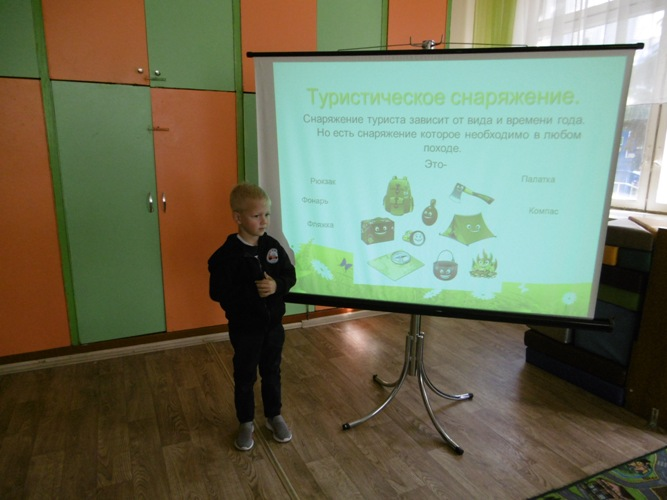 Туристическое снаряжение.
Снаряжение туриста зависит от вида и времени года.
Но есть снаряжение которое необходимо в любом
походе.
Это-
Рюкзак
Палатка
Фонарь
Компас
Фляжка